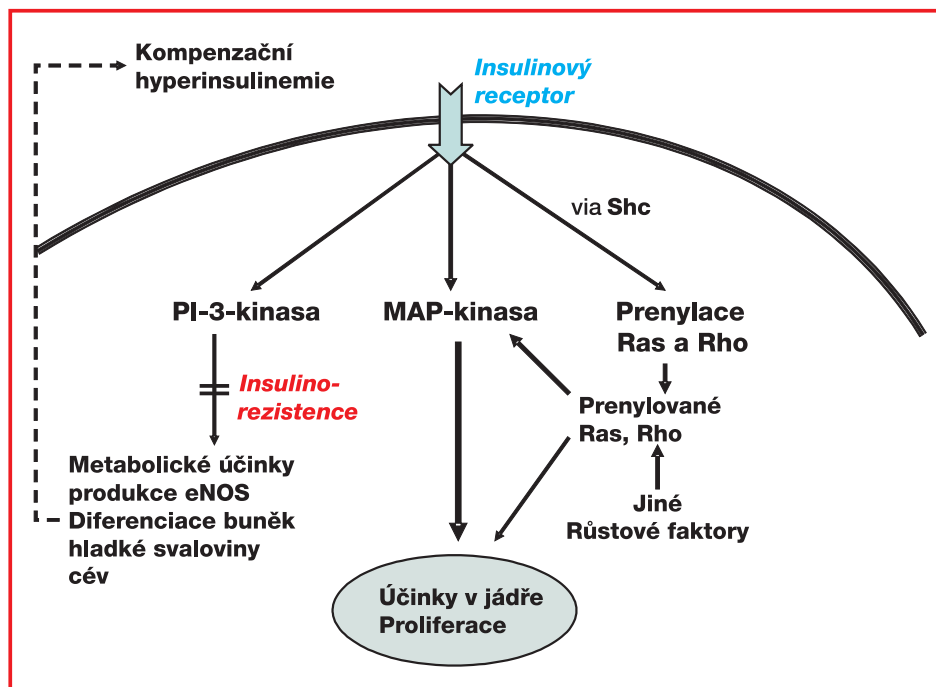 Kompenzační
hyperinsulinemie
Insulinový
receptor
via Shc
PI-3-kinasa
MAP-kinasa
Prenylace
Ras a Rho
Insulino-
rezistence
Prenylované
Ras, Rho
Metabolické účinky
produkce eNOS
Diferenciace buněk
hladké svaloviny
cév
Jiné
Růstové faktory
Účinky v jádře
Proliferace